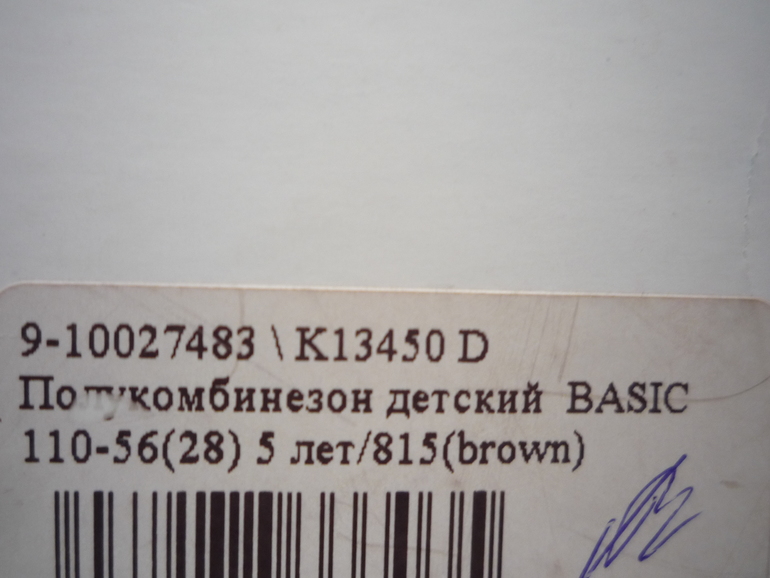 9-10027483 \ K13450 D
Полукомбинезон детский BASIC
110-56(28) 5 лет/815(brown)